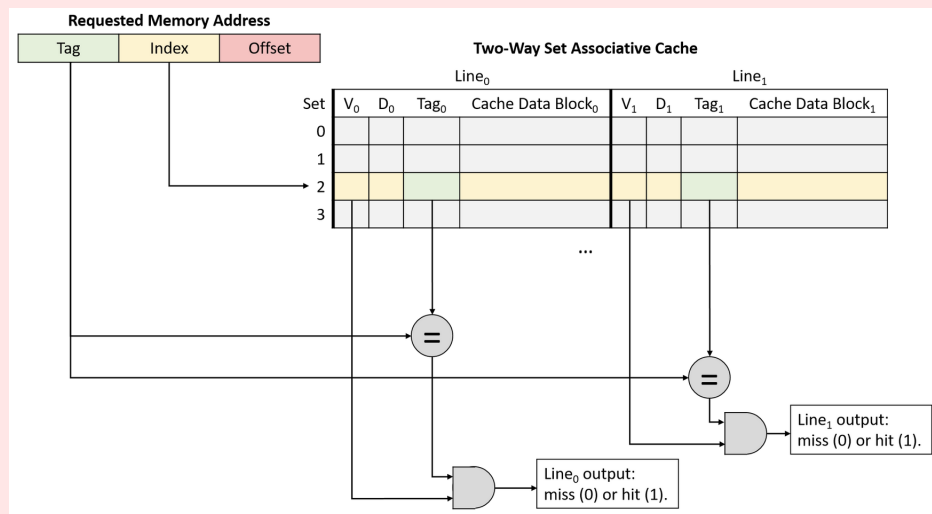 Requested Memory Address
Tag Index Offset
Two-Way Set Associative Cache
Line₀ Line₁
Set V₀ D₀ Tag₀ Cache Data Block₀ V₁ D₁ Tag₁ Cache Data Block₁
0
1
2
3
...
=
=
Line₁ output:
miss (0) or hit (1).
Line₀ output:
miss (0) or hit (1).